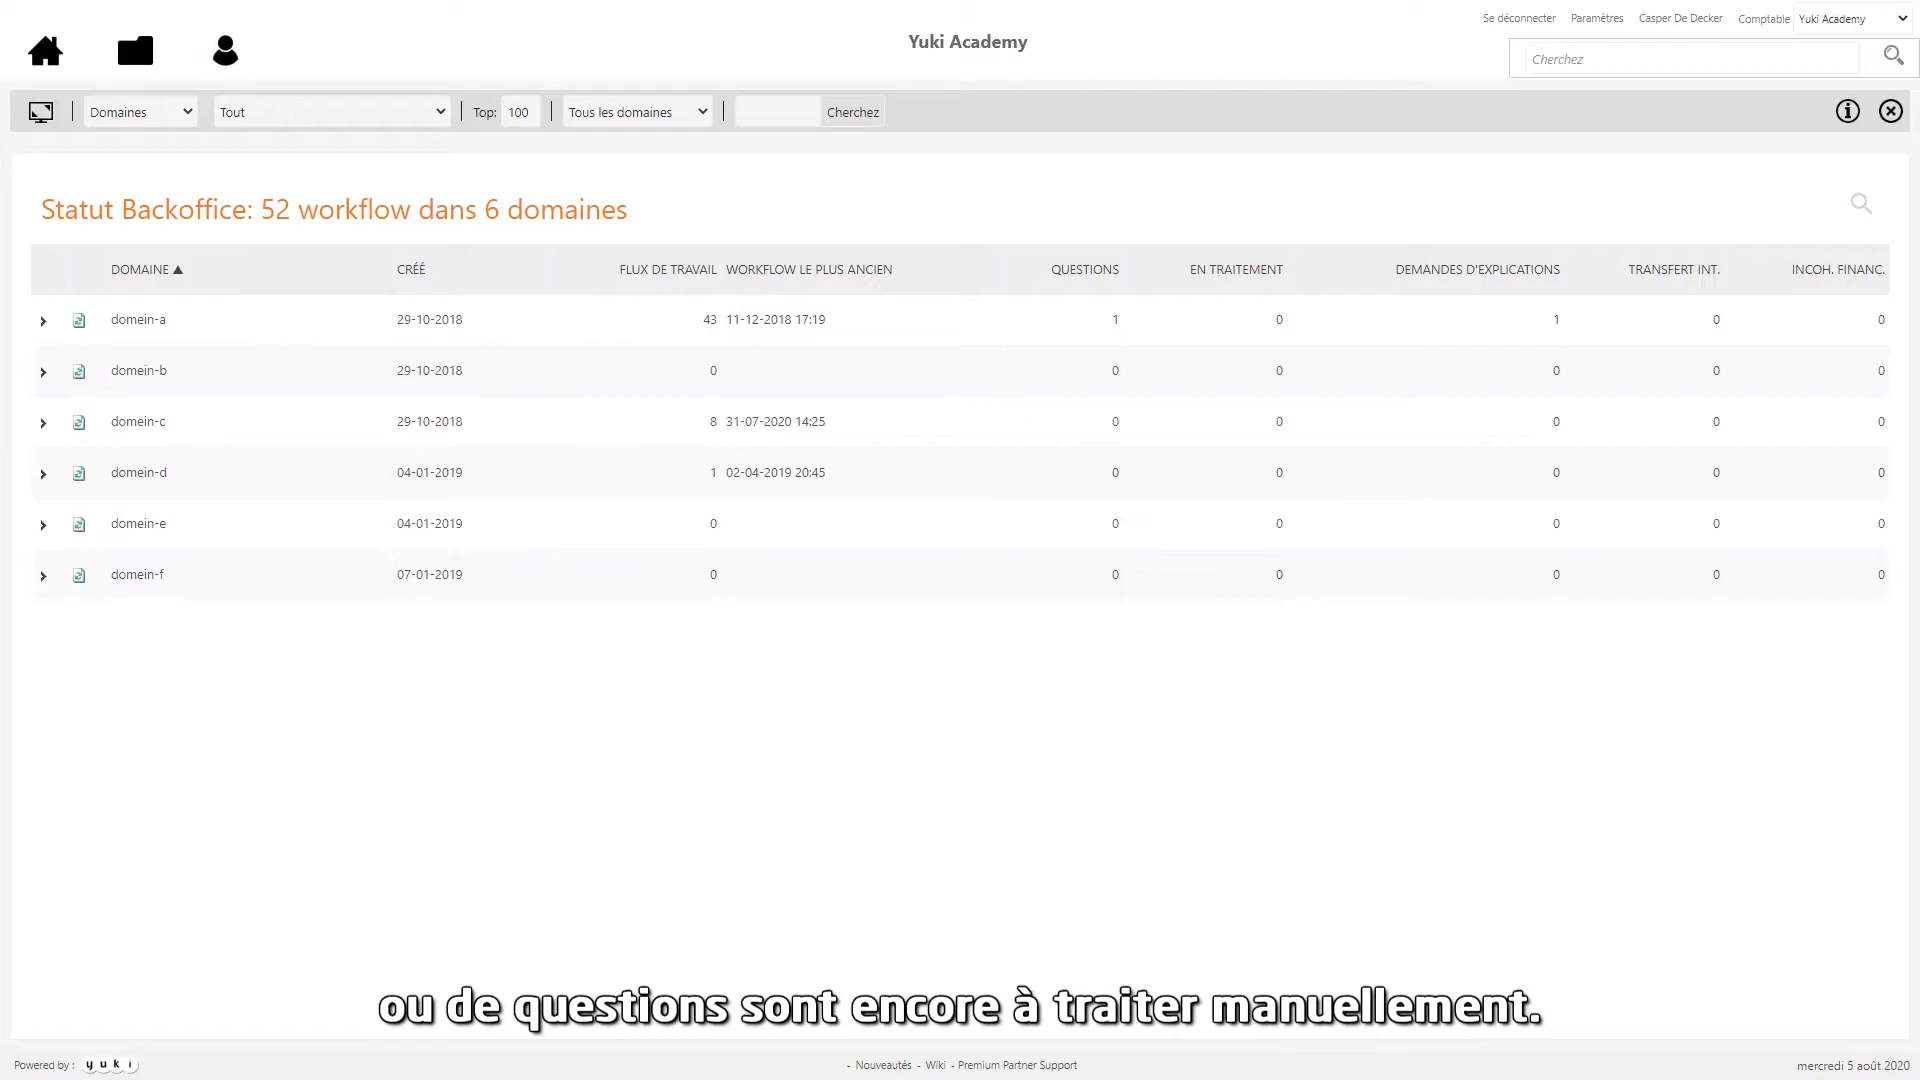 Se déconnecter Paramètres Casper De Decker Comptable Yuki Academy
Yuki Academy
Cherchez
Domaines Tout Top: 100 Tous les domaines Cherchez
Statut Backoffice: 52 workflow dans 6 domaines
DOMAINE ▲ CRÉÉ FLUX DE TRAVAIL WORKFLOW LE PLUS ANCIEN QUESTIONS EN TRAITEMENT DEMANDES D'EXPLICATIONS TRANSFERT INT. INCOH. FINANC.
domein-a 29-10-2018 43 11-12-2018 17:19 1 0 1 0 0
domein-b 29-10-2018 0 0 0 0 0 0
domein-c 29-10-2018 8 31-07-2020 14:25 0 0 0 0 0
domein-d 04-01-2019 1 02-04-2019 20:45 0 0 0 0 0
domein-e 04-01-2019 0 0 0 0 0 0
domein-f 07-01-2019 0 0 0 0 0 0
ou de questions sont encore à traiter manuellement.
Powered by : yuki - Nouveautés - Wiki - Premium Partner Support mercredi 5 août 2020